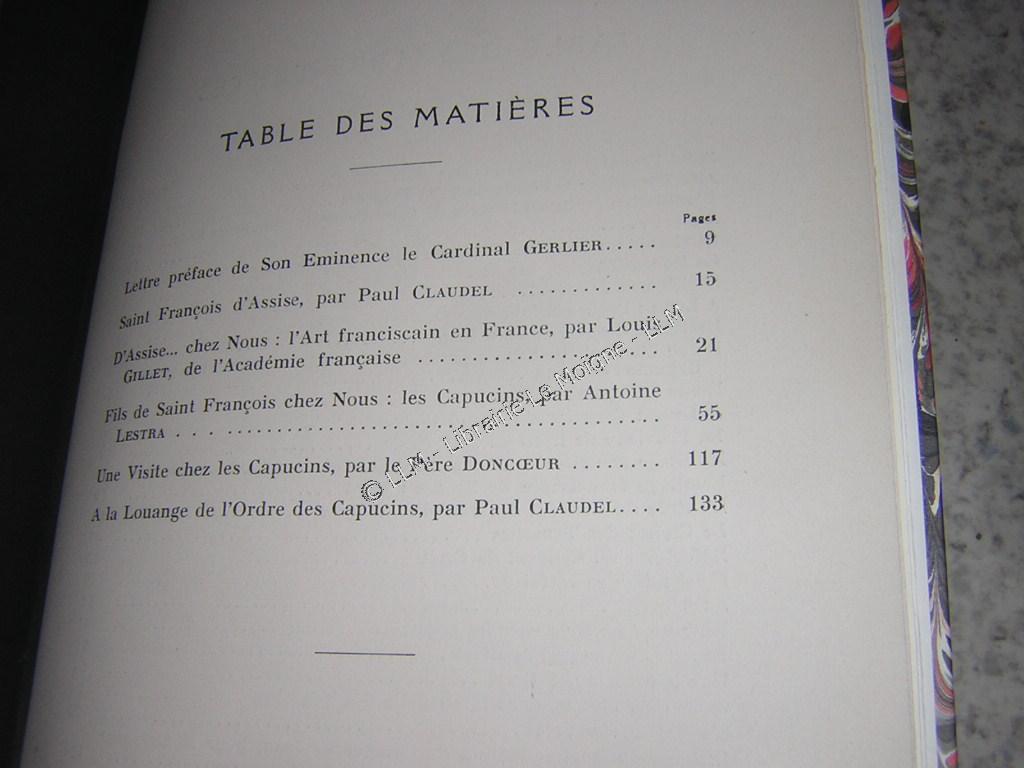 TABLE DES MATIÈRES
Pages
Lettre préface de Son Eminence le Cardinal GERLIER..... 9
Saint François d'Assise, par Paul CLAUDEL ............. 15
D'Assise... chez Nous : l'Art franciscain en France, par Louis
GILLET, de l'Académie française ...................... 21
Fils de Saint François chez Nous : les Capucins, par Antoine
LESTRA . . . ........................................ 55
Une Visite chez les Capucins, par le Père DONCŒUR ........ 117
A la Louange de l'Ordre des Capucins, par Paul CLAUDEL.... 133
© LLM - Librairie Le Moigne - LLM